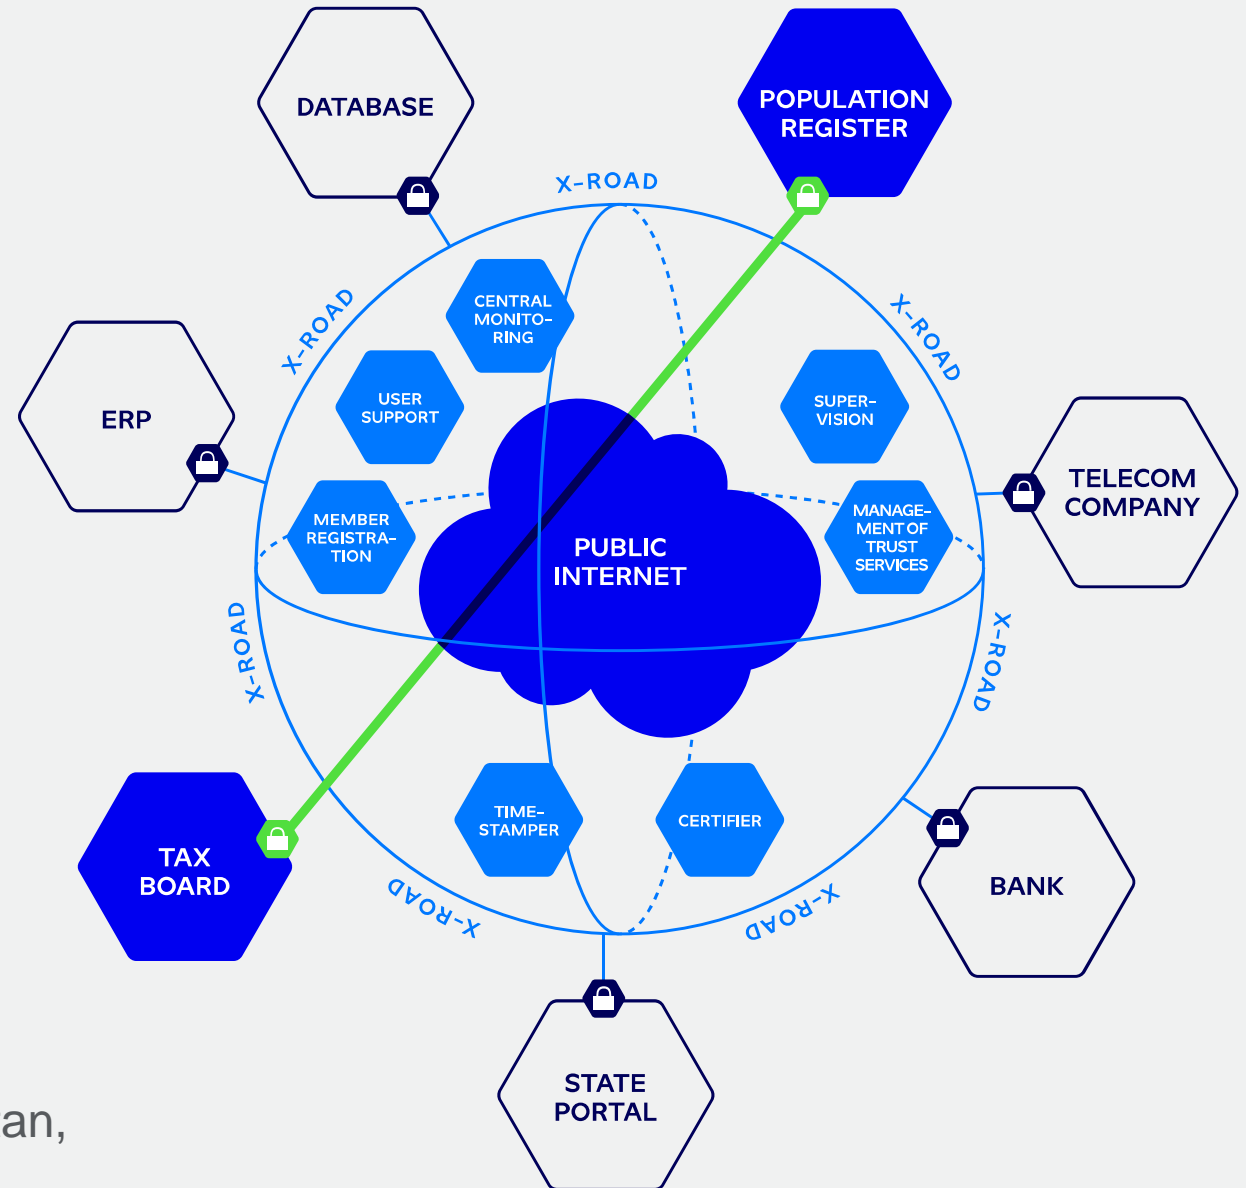 DATABASE
POPULATION
REGISTER
X-ROAD
CENTRAL
MONITO-
RING
X-ROAD
X-ROAD
USER
SUPPORT
SUPER-
VISION
ERP
TELECOM
COMPANY
MEMBER
REGISTRA-
TION
PUBLIC
INTERNET
MANAGE-
MENT OF
TRUST
SERVICES
X-ROAD
X-ROAD
TIME-
STAMPER
CERTIFIER
TAX
BOARD
BANK
X-ROAD
X-ROAD
STATE
PORTAL